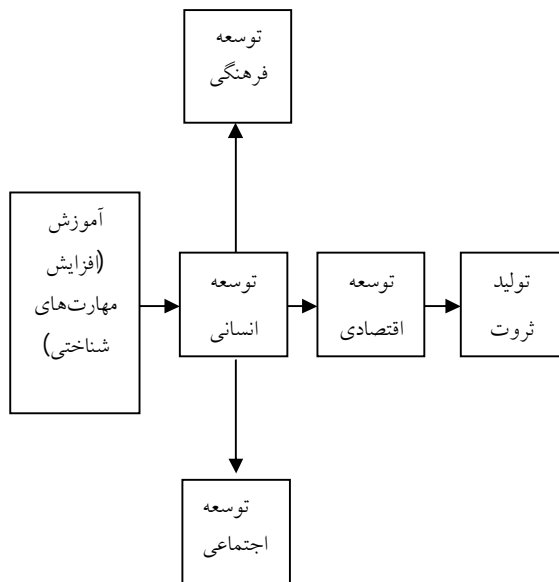 توسعه
فرهنگی
آموزش
(افزایش
مهارت‌های
شناختی)
توسعه
انسانی
توسعه
اقتصادی
تولید
ثروت
توسعه
اجتماعی